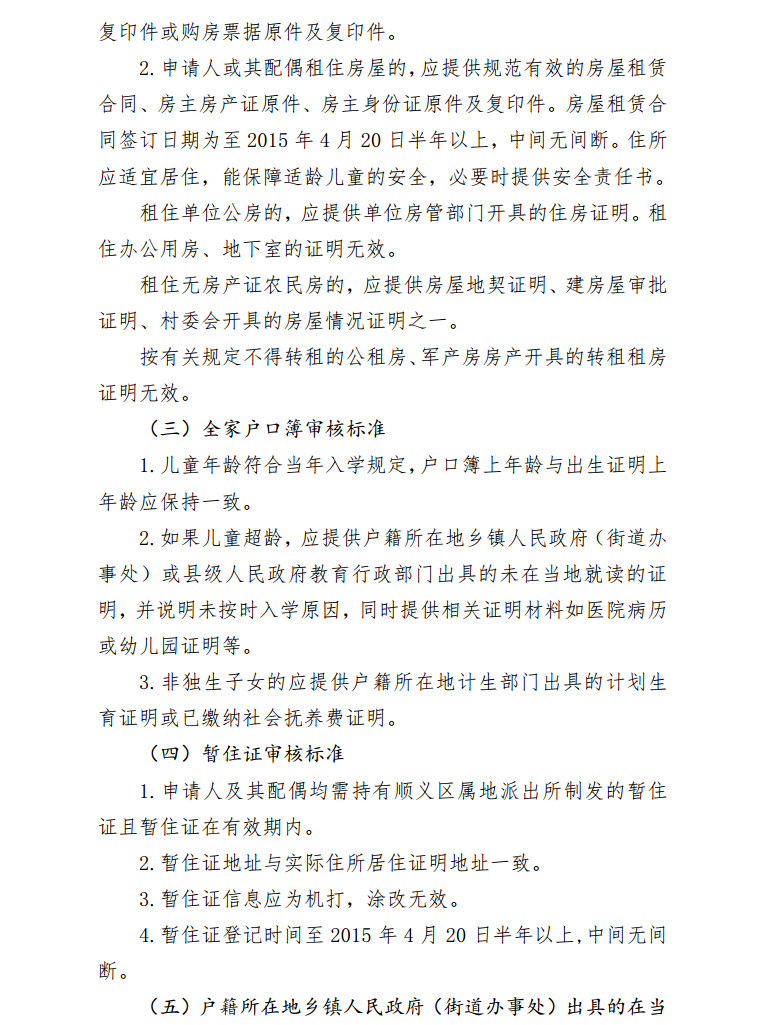 复印件或购房票据原件及复印件。
2.申请人或其配偶租住房屋的，应提供规范有效的房屋租赁
合同、房主房产证原件、房主身份证原件及复印件。房屋租赁合
同签订日期为至 2015 年 4 月 20 日半年以上，中间无间断。住所
应适宜居住，能保障适龄儿童的安全，必要时提供安全责任书。
租住单位公房的，应提供单位房管部门开具的住房证明。租
住办公用房、地下室的证明无效。
租住无房产证农民房的，应提供房屋地契证明、建房屋审批
证明、村委会开具的房屋情况证明之一。
按有关规定不得转租的公租房、军产房房产开具的转租租房
证明无效。
（三）全家户口簿审核标准
1.儿童年龄符合当年入学规定，户口簿上年龄与出生证明上
年龄应保持一致。
2.如果儿童超龄，应提供户籍所在地乡镇人民政府（街道办
事处）或县级人民政府教育行政部门出具的未在当地就读的证
明，并说明未按时入学原因，同时提供相关证明材料如医院病历
或幼儿园证明等。
3.非独生子女的应提供户籍所在地计生部门出具的计划生
育证明或已缴纳社会抚养费证明。
（四）暂住证审核标准
1.申请人及其配偶均需持有顺义区属地派出所制发的暂住
证且暂住证在有效期内。
2.暂住证地址与实际住所居住证明地址一致。
3.暂住证信息应为机打，涂改无效。
4.暂住证登记时间至 2015 年 4 月 20 日半年以上,中间无间
断。
（五）户籍所在地乡镇人民政府（街道办事处）出具的在当